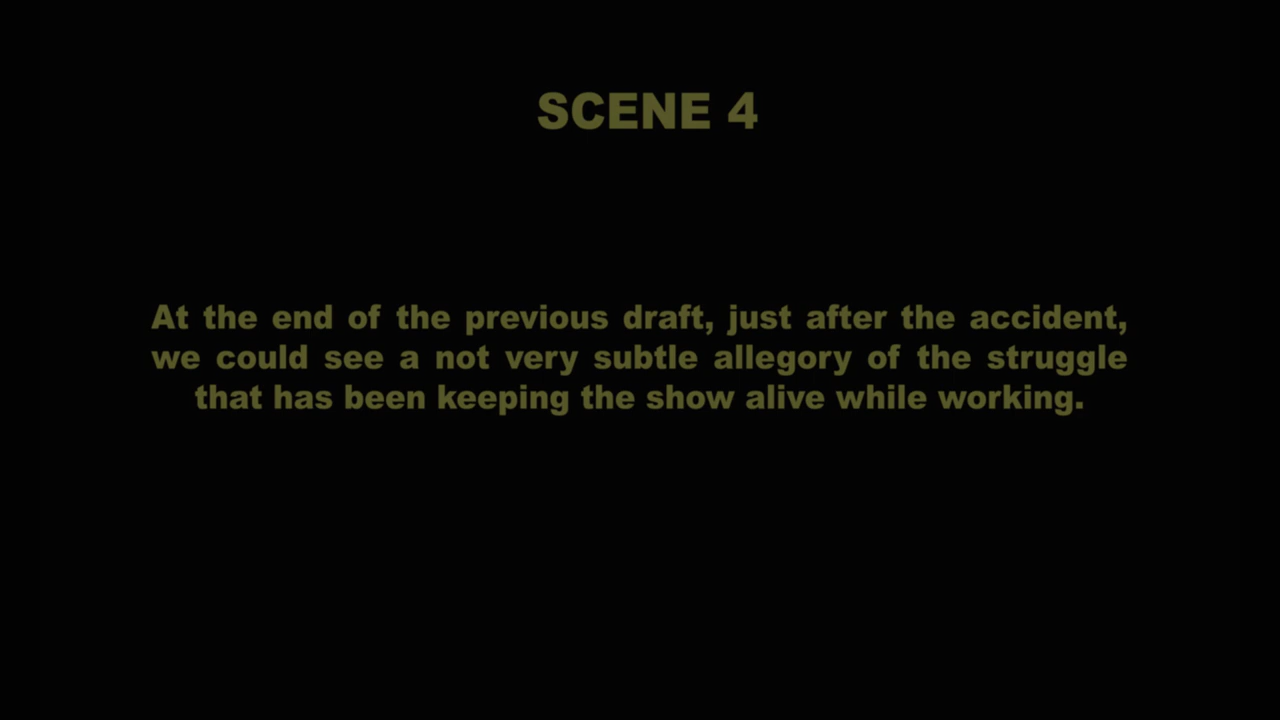 SCENE 4
At the end of the previous draft, just after the accident,
we could see a not very subtle allegory of the struggle
that has been keeping the show alive while working.